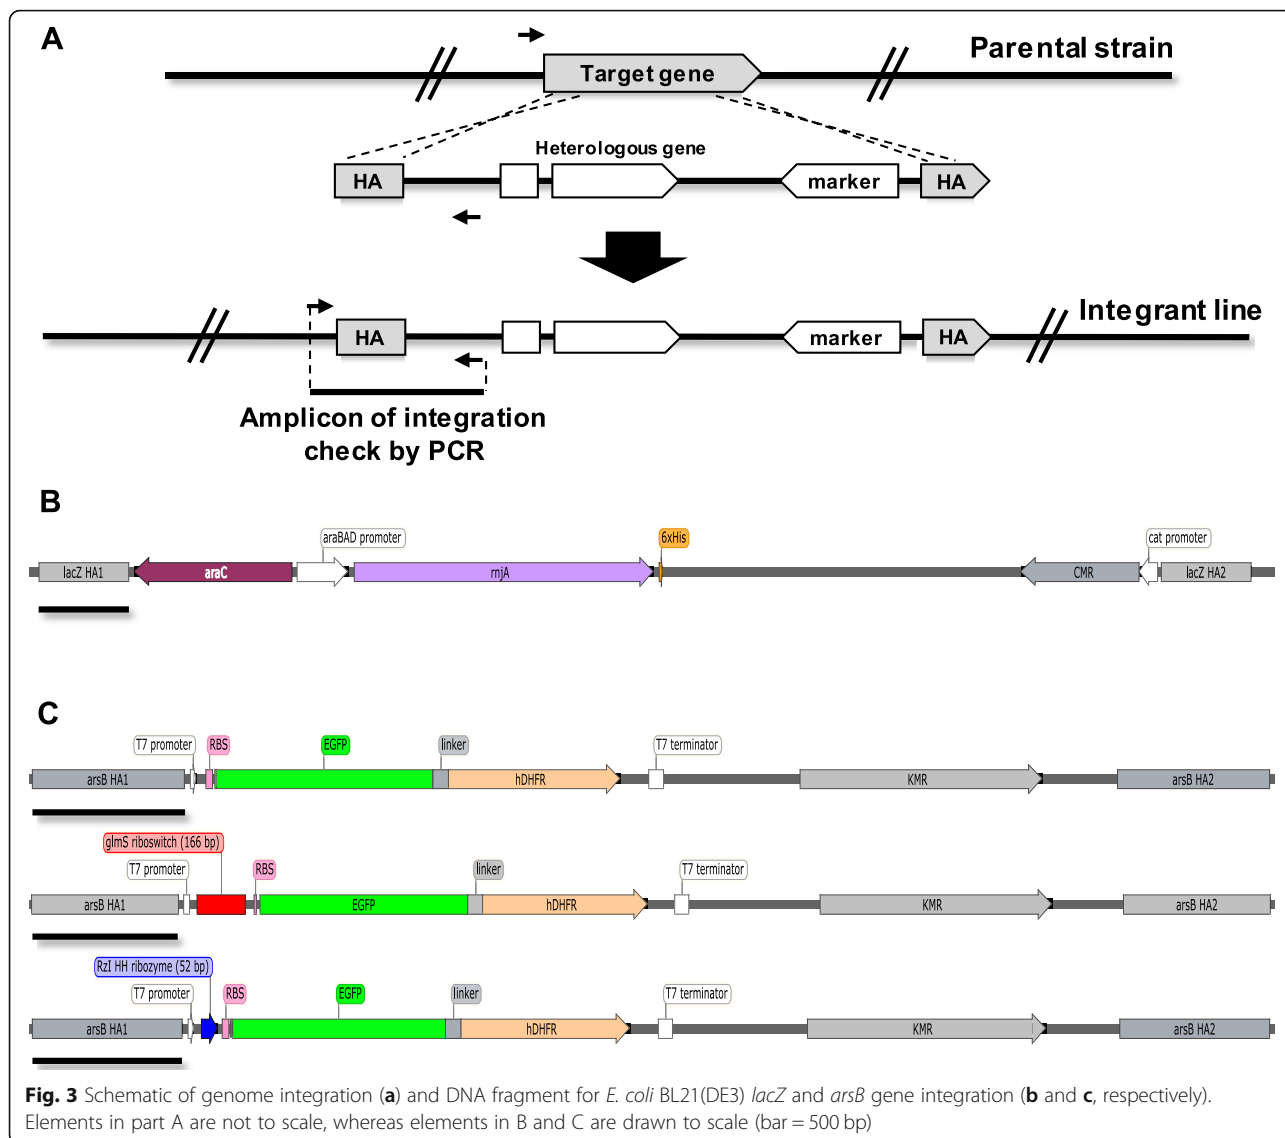 A
Parental strain
Target gene
Heterologous gene
HA
marker
HA
Integrant line
HA
marker
HA
Amplicon of integration
check by PCR
B
araBAD promoter
6xHis
cat promoter
lacZ HA1
araC
rnjA
CMR
lacZ HA2
C
T7 promoter
RBS
EGFP
linker
T7 terminator
arsB HA1
hDHFR
KMR
arsB HA2
glmS riboswitch (166 bp)
T7 promoter
RBS
linker
T7 terminator
arsB HA1
EGFP
hDHFR
KMR
arsB HA2
RzI HH ribozyme (52 bp)
T7 promoter
RBS
EGFP
linker
T7 terminator
arsB HA1
hDHFR
KMR
arsB HA2
Fig. 3 Schematic of genome integration (a) and DNA fragment for E. coli BL21(DE3) lacZ and arsB gene integration (b and c, respectively).
Elements in part A are not to scale, whereas elements in B and C are drawn to scale (bar = 500 bp)